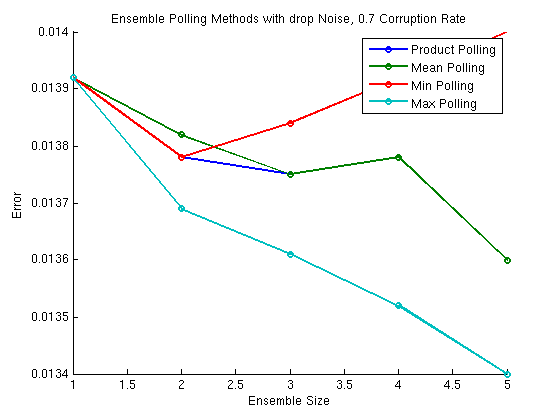 Ensemble Polling Methods with drop Noise, 0.7 Corruption Rate
0.014
0.0139
0.0138
0.0137
0.0136
0.0135
0.0134
Error
Product Polling
Mean Polling
Min Polling
Max Polling
1 1.5 2 2.5 3 3.5 4 4.5 5
Ensemble Size